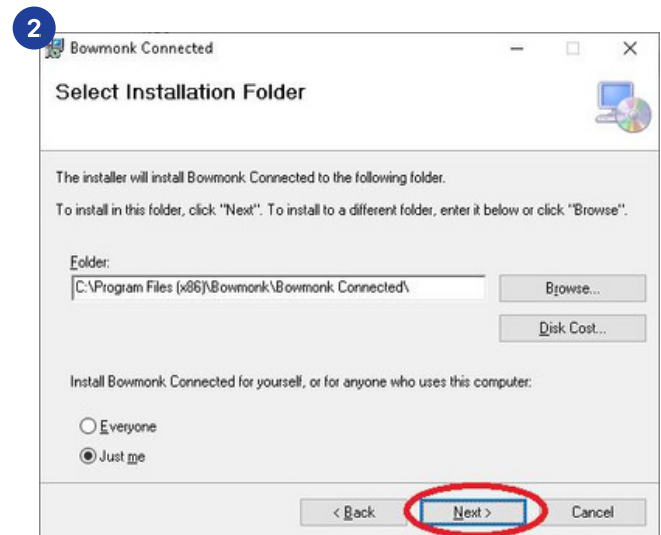 2
Bowmonk Connected
Select Installation Folder
The installer will install Bowmonk Connected to the following folder.
To install in this folder, click "Next". To install to a different folder, enter it below or click "Browse".
Folder:
C:\Program Files (x86)\Bowmonk\Bowmonk Connected\
Browse...
Disk Cost...
Install Bowmonk Connected for yourself, or for anyone who uses this computer:
Everyone
Just me
< Back Next > Cancel